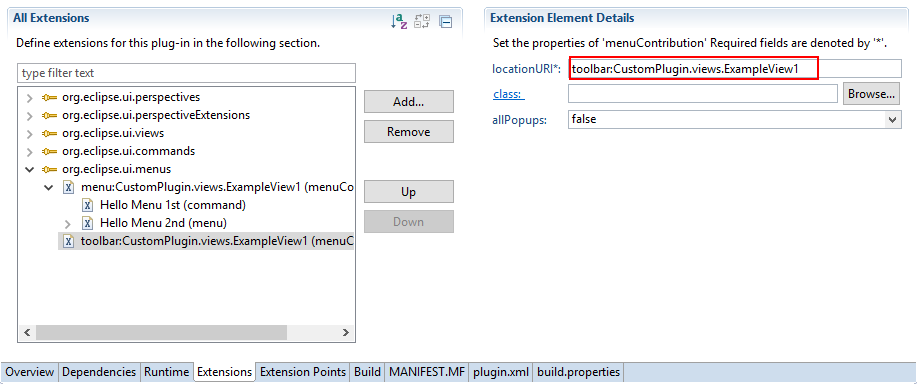 All Extensions
Define extensions for this plug-in in the following section.
type filter text
org.eclipse.ui.perspectives
org.eclipse.ui.perspectiveExtensions
org.eclipse.ui.views
org.eclipse.ui.commands
org.eclipse.ui.menus
menu:CustomPlugin.views.ExampleView1 (menuCo
Hello Menu 1st (command)
Hello Menu 2nd (menu)
toolbar:CustomPlugin.views.ExampleView1 (menuC
Add...
Remove
Up
Down
Extension Element Details
Set the properties of 'menuContribution' Required fields are denoted by '*'.
locationURI*: toolbar:CustomPlugin.views.ExampleView1
class: Browse...
allPopups: false
Overview Dependencies Runtime Extensions Extension Points Build MANIFEST.MF plugin.xml build.properties